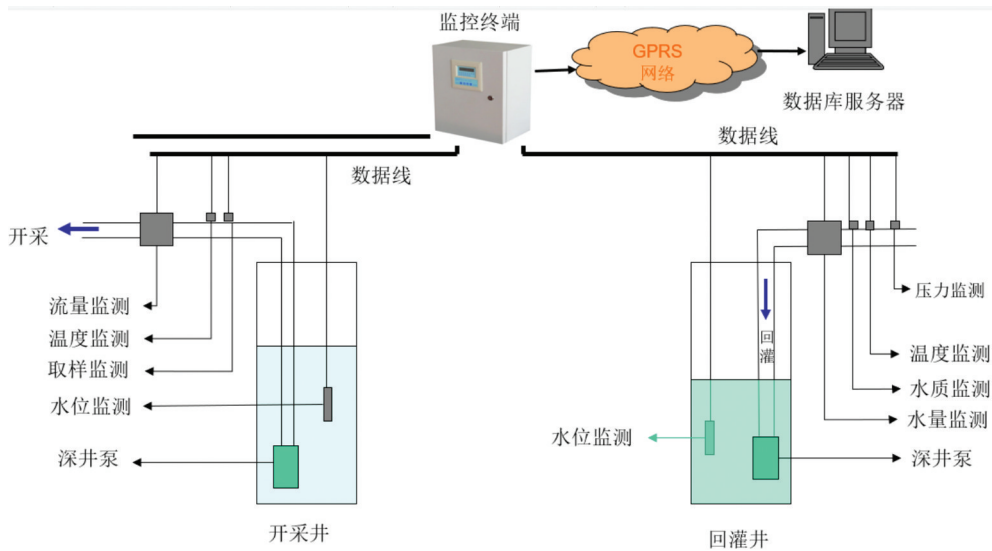 监控终端
GPRS
网络
数据库服务器
数据线
数据线
开采
流量监测
温度监测
取样监测
水位监测
深井泵
开采井
回灌
压力监测
温度监测
水质监测
水量监测
水位监测
深井泵
回灌井